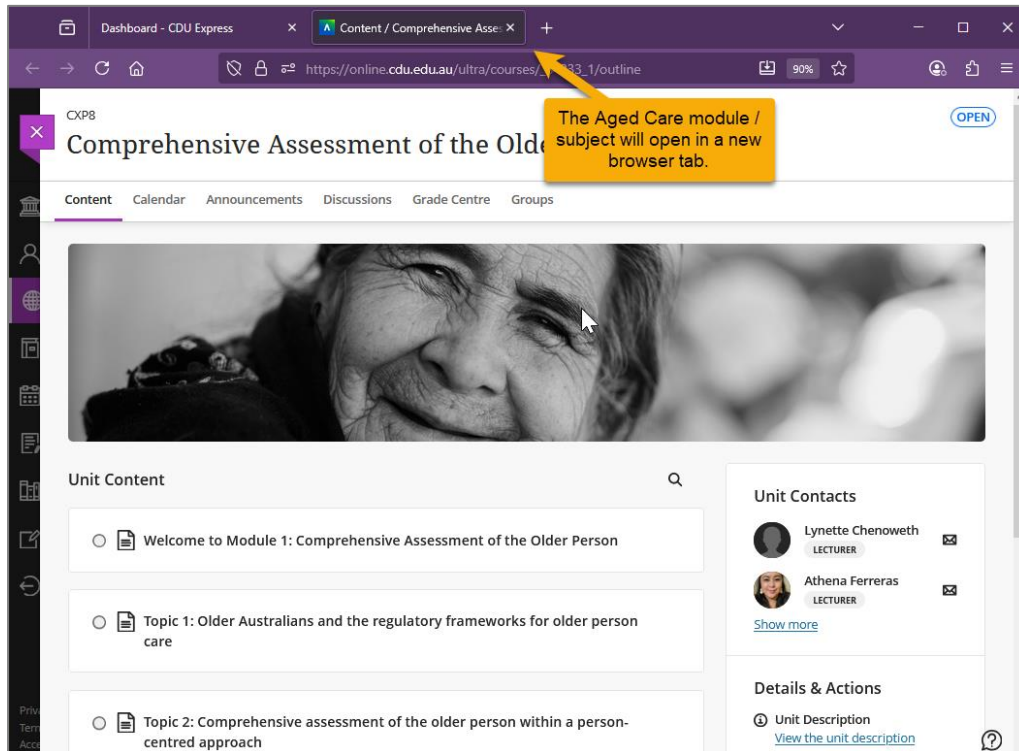 Dashboard - CDU Express
Content / Comprehensive Asses
https://online.cdu.edu.au/ultra/courses/_
33_1/outline
90%
The Aged Care module /
subject will open in a new
browser tab.
CXP8
OPEN
Comprehensive Assessment of the Olde
Content Calendar Announcements Discussions Grade Centre Groups
Unit Content
Welcome to Module 1: Comprehensive Assessment of the Older Person
Topic 1: Older Australians and the regulatory frameworks for older person
care
Topic 2: Comprehensive assessment of the older person within a person-
centred approach
Unit Contacts
Lynette Chenoweth
LECTURER
Athena Ferreras
LECTURER
Show more
Details & Actions
Unit Description
View the unit description
Priva
Term
Acce